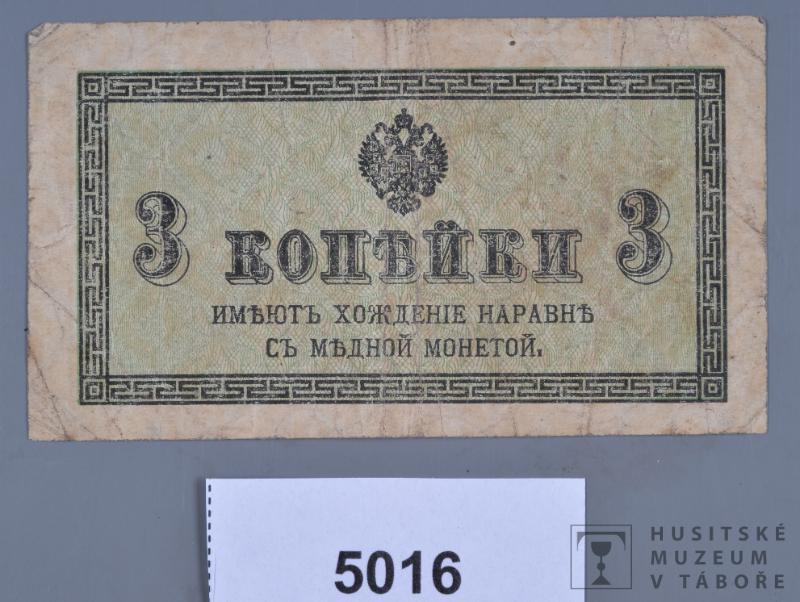 3 КОПѢЙКИ 3
ИМѢЮТЪ ХОЖДЕНІЕ НАРАВНѢ
СЪ МѢДНОЙ МОНЕТОЙ.
5016
HUSITSKÉ
MUZEUM
V TÁBOŘE